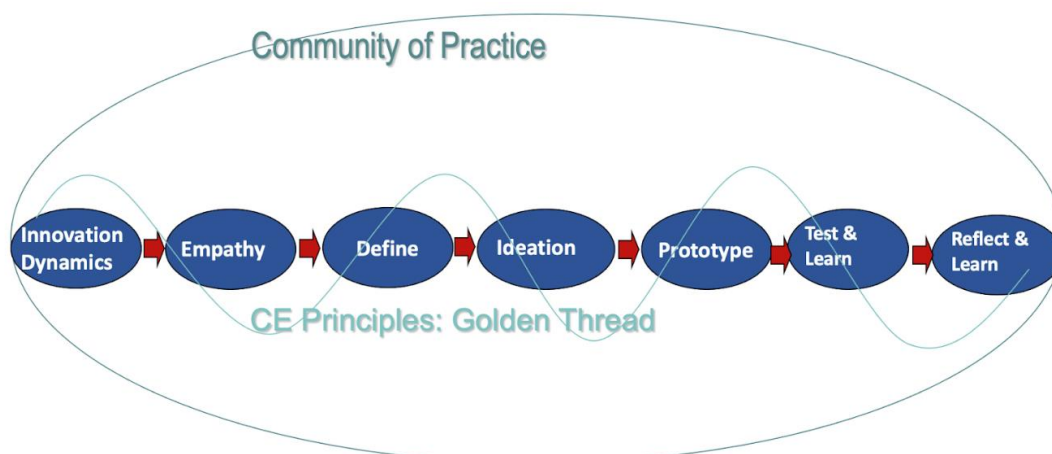 Community of Practice
Innovation
Dynamics
Empathy
Define
Ideation
Prototype
Test &
Learn
Reflect &
Learn
CE Principles: Golden Thread